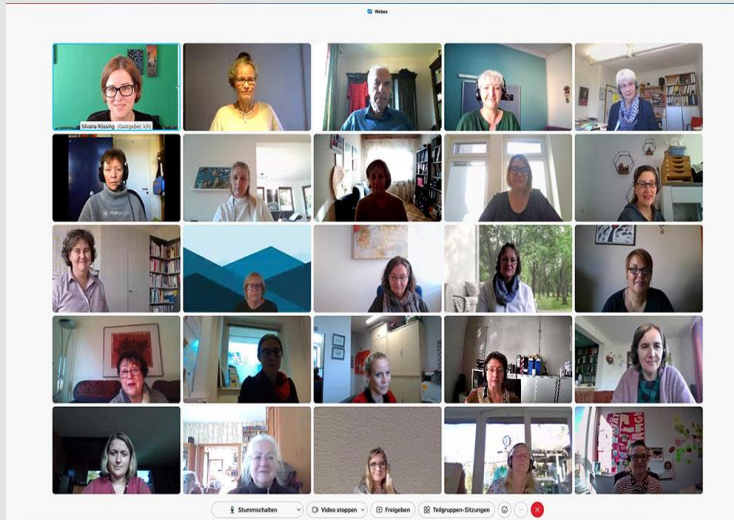 Webex
Silvana Rössing (Gastgeber, ich)
Stummschalten
Video stoppen
Freigeben
Teilgruppen-Sitzungen